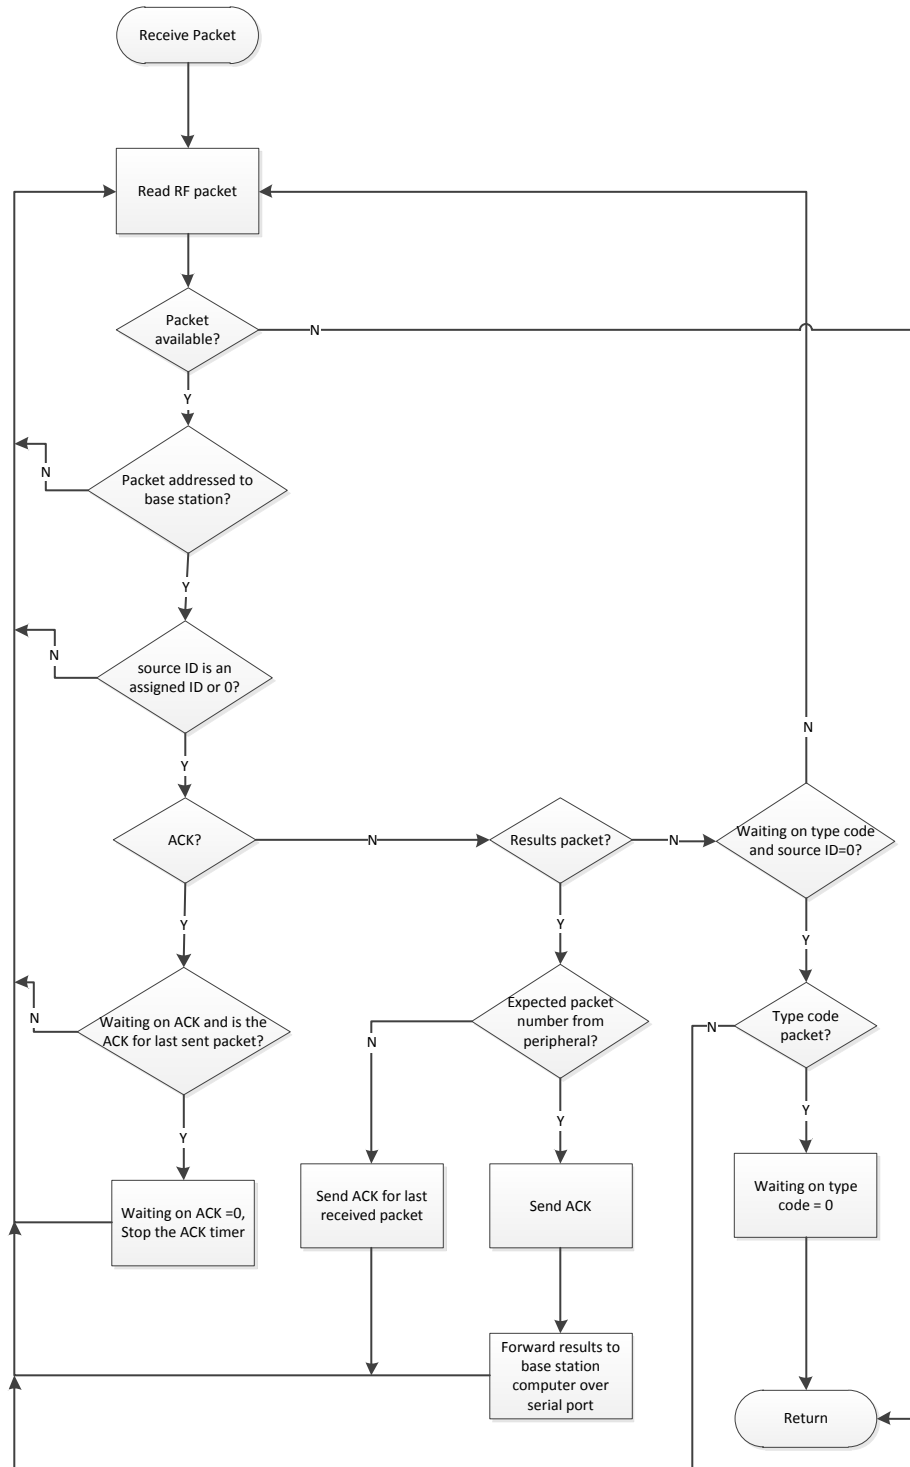 Receive Packet
Read RF packet
Packet
available?
N
Y
Packet addressed to
base station?
N
Y
source ID is an
assigned ID or 0?
N
Y
N
ACK?
N
Results packet?
N
Waiting on type code
and source ID=0?
Y
Y
Y
Waiting on ACK and is the
ACK for last sent packet?
N
Expected packet
number from
peripheral?
N
Type code
packet?
N
Y
Y
Y
Waiting on ACK =0,
Stop the ACK timer
Send ACK for last
received packet
Send ACK
Waiting on type
code = 0
Forward results to
base station
computer over
serial port
Return